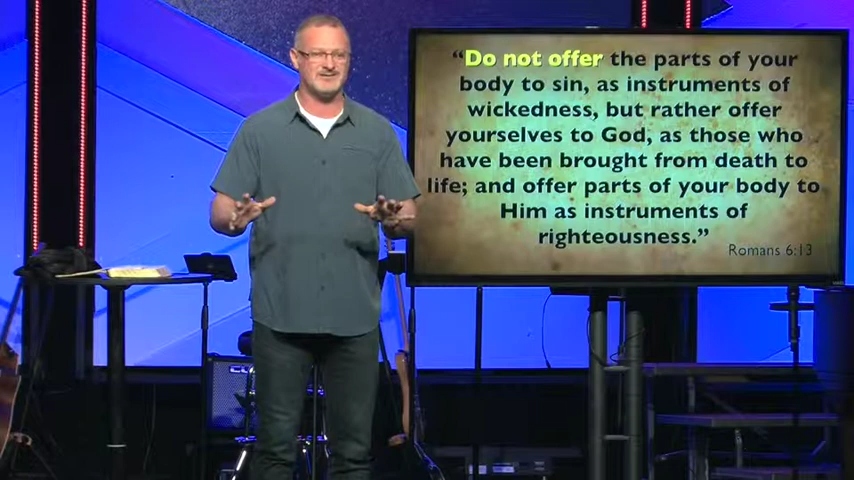 “Do not offer the parts of your
body to sin, as instruments of
wickedness, but rather offer
yourselves to God, as those who
have been brought from death to
life; and offer parts of your body to
Him as instruments of
righteousness.”
Romans 6:13